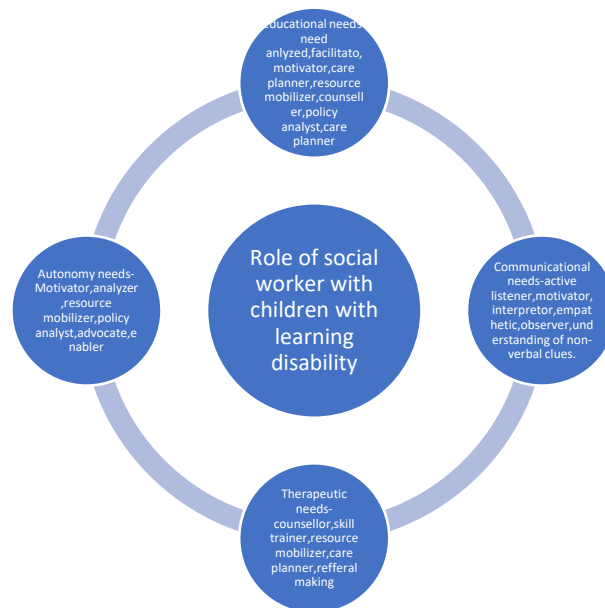 educational needs-
need
anlyzed,facilitato,
motivator,care
planner,resource
mobilizer,counsell
er,policy
analyst,care
planner
Role of social
worker with
children with
learning
disability
Autonomy needs-
Motivator,analyzer
,resource
mobilizer,policy
analyst,advocate,e
nabler
Communicational
needs-active
listener,motivator,
interpretor,empat
hetic,observer,und
erstanding of non-
verbal clues.
Therapeutic
needs-
counsellor,skill
trainer,resource
mobilizer,care
planner,refferal
making